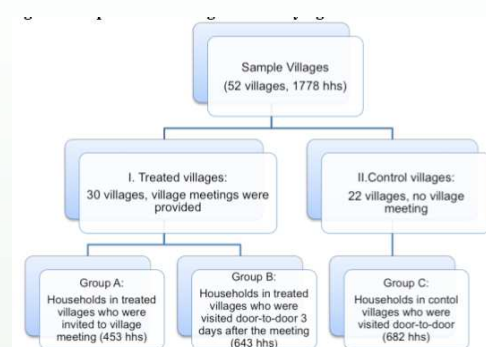 Sample Villages
(52 villages, 1778 hhs)
I. Treated villages:
30 villages, village meetings were
provided
II.Control villages:
22 villages, no village
meeting
Group A:
Households in treated
villages who were
invited to village
meeting (453 hhs)
Group B:
Households in treated
villages who were
visited door-to-door 3
days after the meeting
(643 hhs)
Group C:
Households in contol
villages who were
visited door-to-door
(682 hhs)